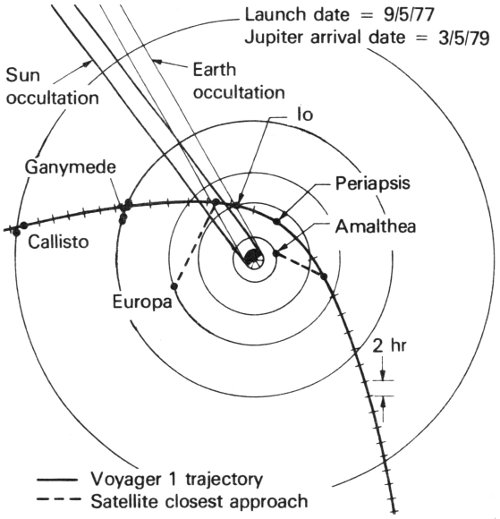 Launch date = 9/5/77
Jupiter arrival date = 3/5/79
Sun
occultation
Earth
occultation
Io
Ganymede
Periapsis
Amalthea
Callisto
Europa
2 hr
Voyager 1 trajectory
Satellite closest approach